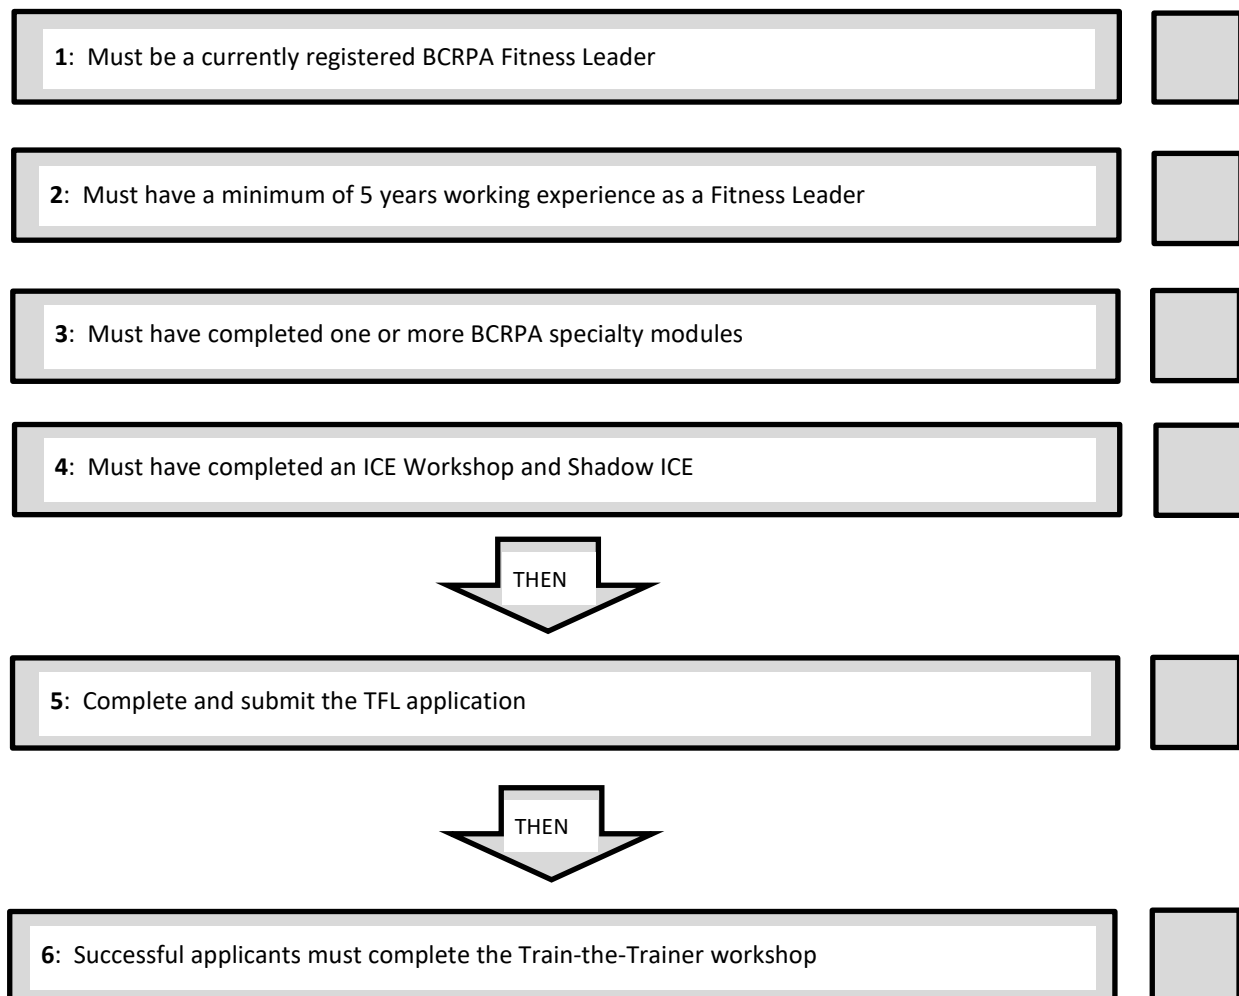 1: Must be a currently registered BCRPA Fitness Leader
2: Must have a minimum of 5 years working experience as a Fitness Leader
3: Must have completed one or more BCRPA specialty modules
4: Must have completed an ICE Workshop and Shadow ICE
THEN
5: Complete and submit the TFL application
THEN
6: Successful applicants must complete the Train-the-Trainer workshop